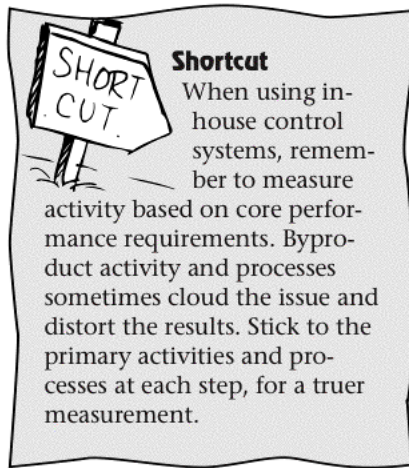 SHORT
CUT.
Shortcut
When using in-
house control
systems, remem-
ber to measure
activity based on core perfor-
mance requirements. Bypro-
duct activity and processes
sometimes cloud the issue and
distort the results. Stick to the
primary activities and pro-
cesses at each step, for a truer
measurement.